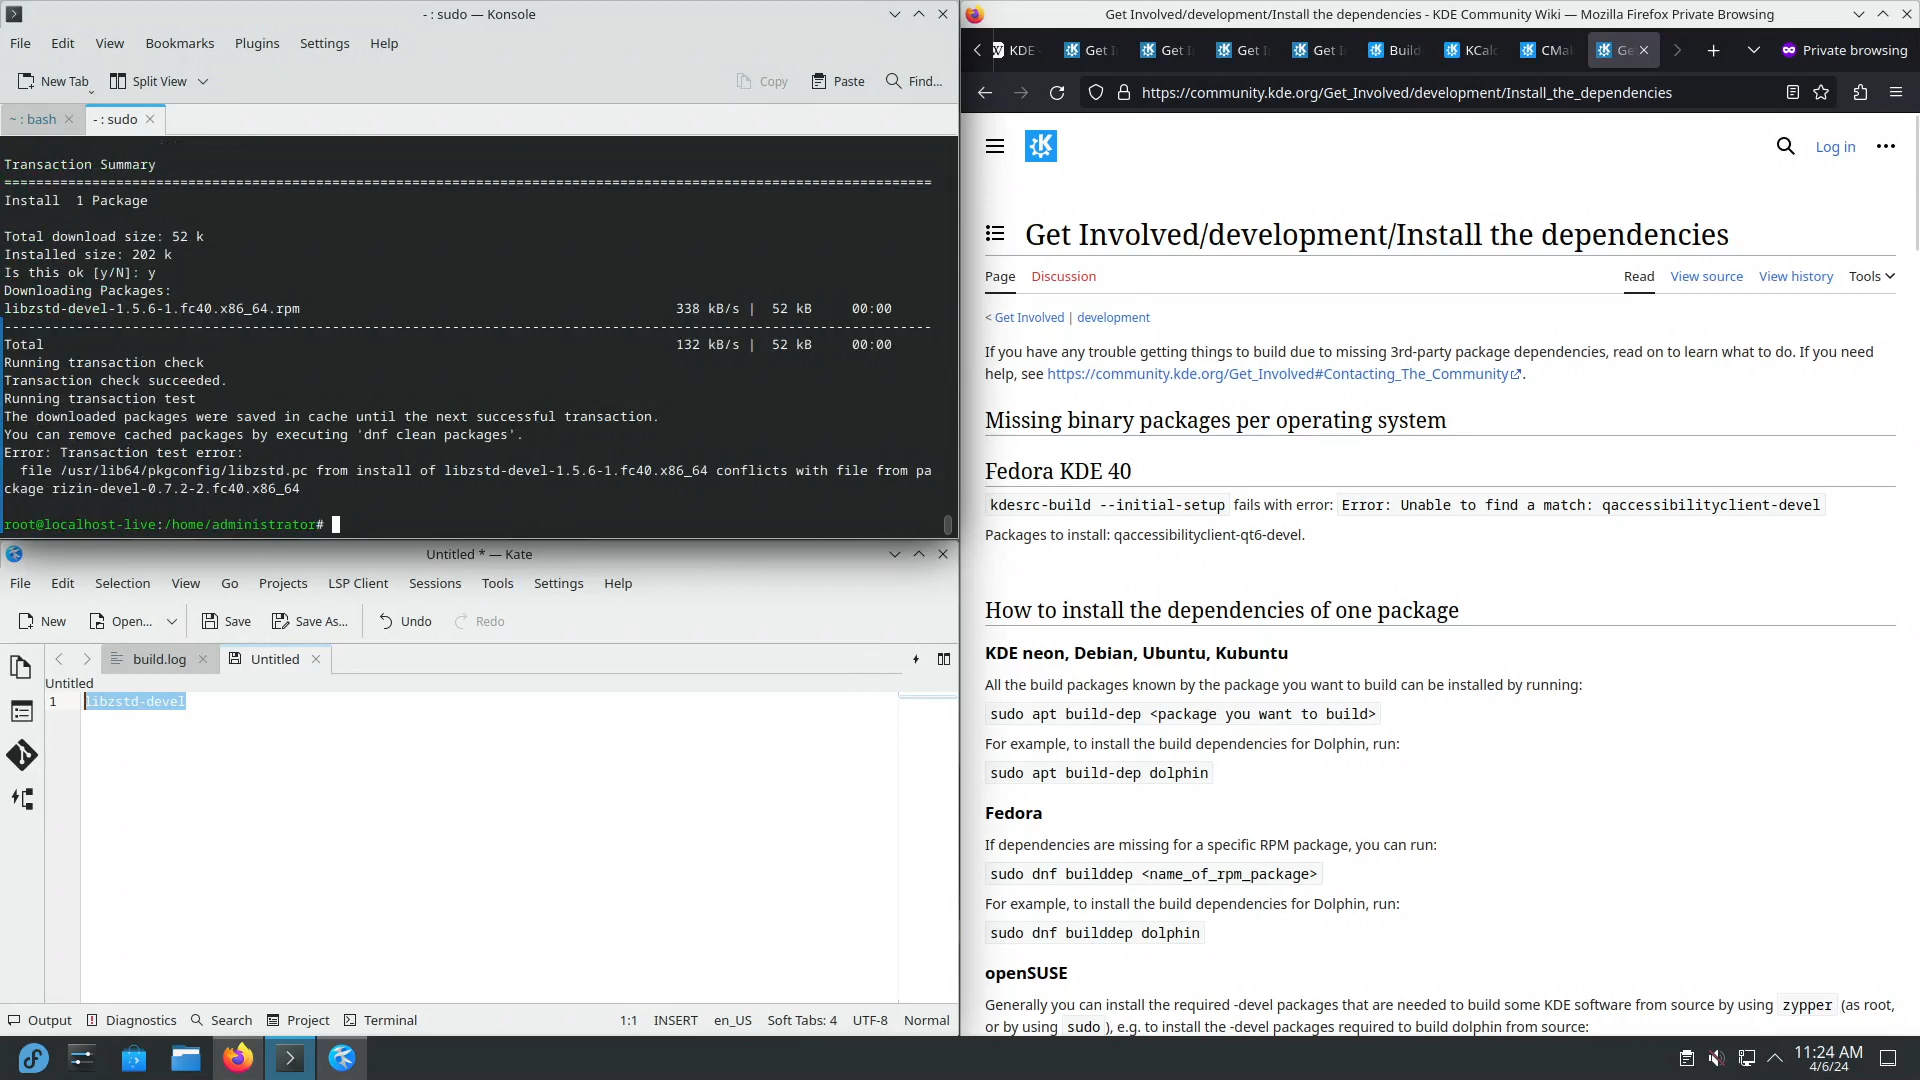 - : sudo — Konsole
File Edit View Bookmarks Plugins Settings Help
New Tab Split View Copy Paste Find...
~ : bash - : sudo
Transaction Summary
====================================================================================================================
Install  1 Package
Total download size: 52 k
Installed size: 202 k
Is this ok [y/N]: y
Downloading Packages:
libzstd-devel-1.5.6-1.fc40.x86_64.rpm 338 kB/s |  52 kB     00:00
--------------------------------------------------------------------------------------------------------------------
Total 132 kB/s |  52 kB     00:00
Running transaction check
Transaction check succeeded.
Running transaction test
The downloaded packages were saved in cache until the next successful transaction.
You can remove cached packages by executing 'dnf clean packages'.
Error: Transaction test error:
  file /usr/lib64/pkgconfig/libzstd.pc from install of libzstd-devel-1.5.6-1.fc40.x86_64 conflicts with file from pa
ckage rizin-devel-0.7.2-2.fc40.x86_64
root@localhost-live:/home/administrator#
Untitled * — Kate
File Edit Selection View Go Projects LSP Client Sessions Tools Settings Help
New Open... Save Save As... Undo Redo
build.log Untitled
Untitled
1 libzstd-devel
Output Diagnostics Search Project Terminal 1:1 INSERT en_US Soft Tabs: 4 UTF-8 Normal
Get Involved/development/Install the dependencies - KDE Community Wiki — Mozilla Firefox Private Browsing
KDE Get I Get I Get I Get I Build KCalc CMa Ge Private browsing
https://community.kde.org/Get_Involved/development/Install_the_dependencies
Log in
Get Involved/development/Install the dependencies
Page Discussion Read View source View history Tools
< Get Involved | development
If you have any trouble getting things to build due to missing 3rd-party package dependencies, read on to learn what to do. If you need
help, see https://community.kde.org/Get_Involved#Contacting_The_Community.
Missing binary packages per operating system
Fedora KDE 40
kdesrc-build --initial-setup fails with error: Error: Unable to find a match: qaccessibilityclient-devel
Packages to install: qaccessibilityclient-qt6-devel.
How to install the dependencies of one package
KDE neon, Debian, Ubuntu, Kubuntu
All the build packages known by the package you want to build can be installed by running:
sudo apt build-dep <package you want to build>
For example, to install the build dependencies for Dolphin, run:
sudo apt build-dep dolphin
Fedora
If dependencies are missing for a specific RPM package, you can run:
sudo dnf builddep <name_of_rpm_package>
For example, to install the build dependencies for Dolphin, run:
sudo dnf builddep dolphin
openSUSE
Generally you can install the required -devel packages that are needed to build some KDE software from source by using zypper (as root,
or by using sudo ), e.g. to install the -devel packages required to build dolphin from source:
11:24 AM
4/6/24